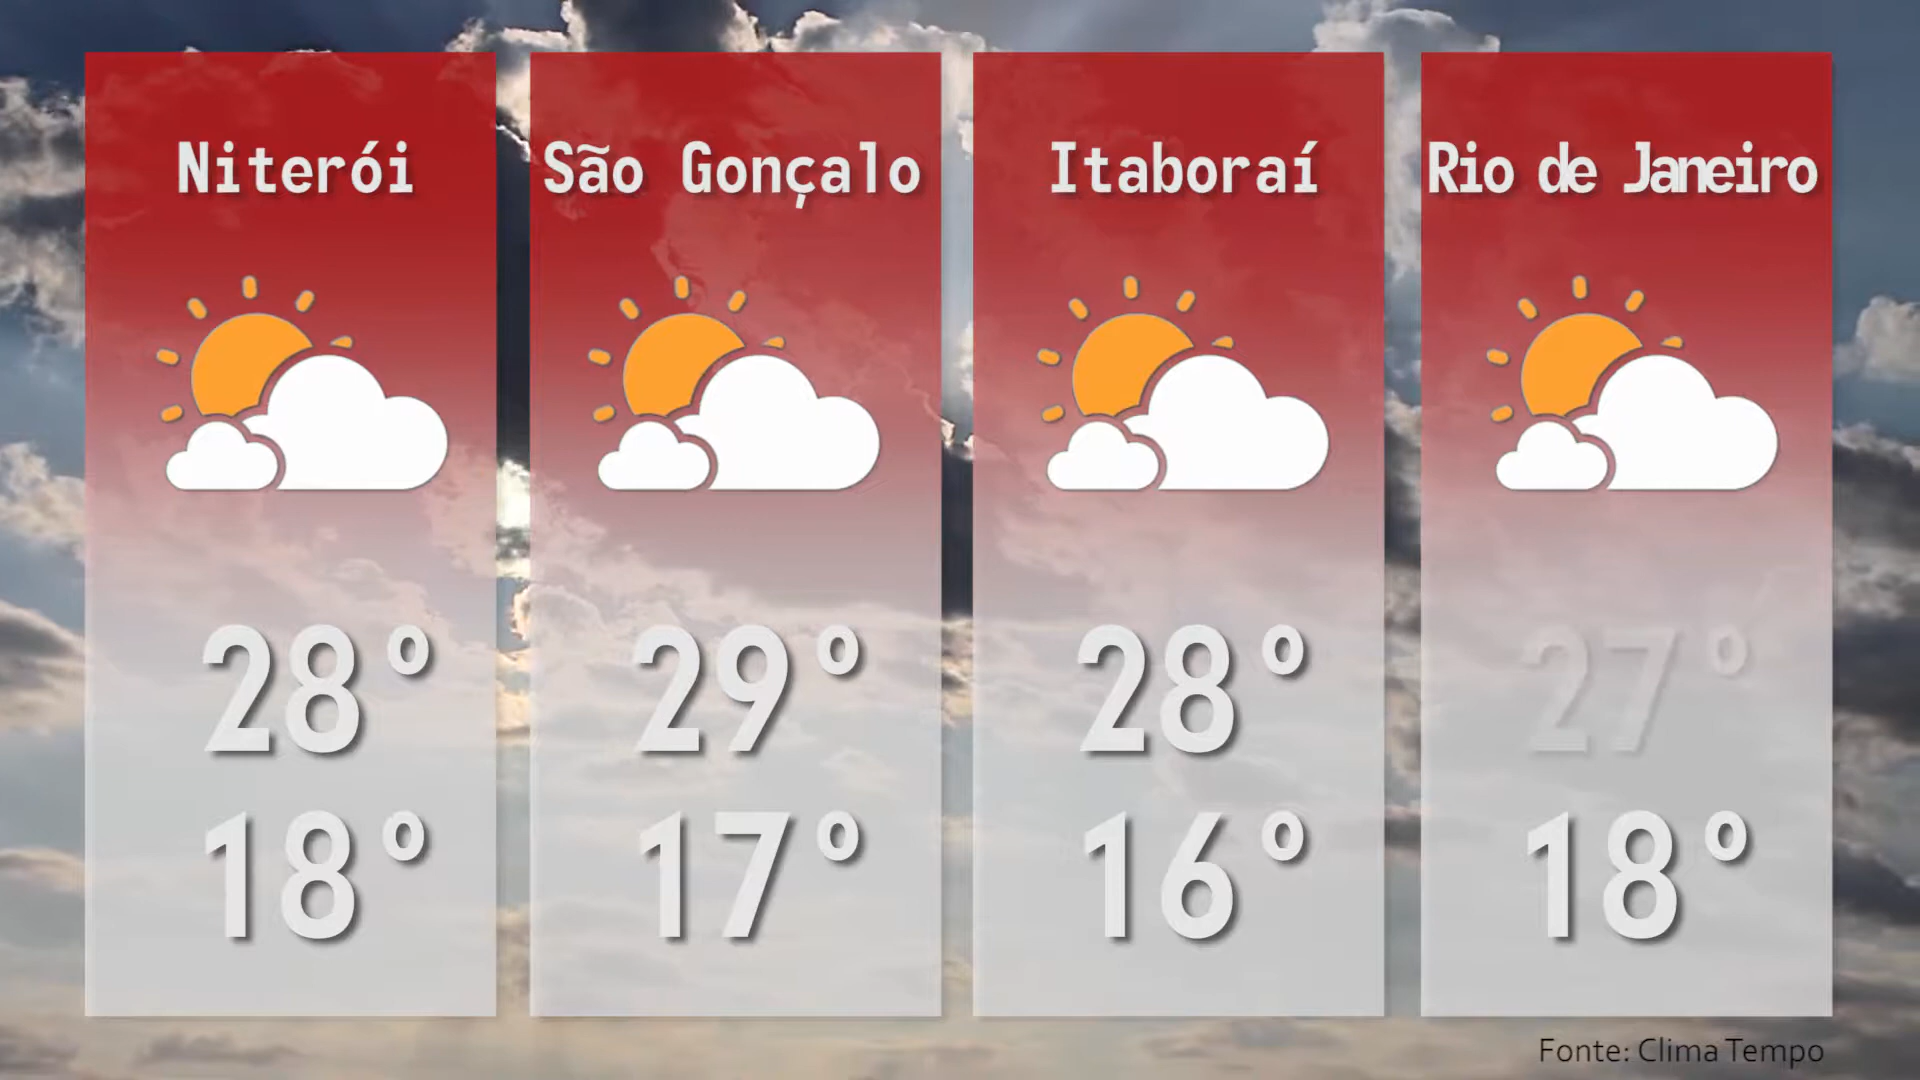 Niterói
28°
18°
São Gonçalo
29°
17°
Itaboraí
28°
16°
Rio de Janeiro
27°
18°
Fonte: Clima Tempo